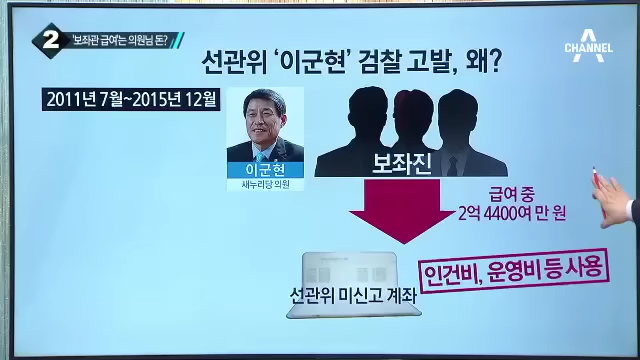 2 '보좌관 급여'는 의원님 돈?
CHANNEL A
선관위 '이군현' 검찰 고발, 왜?
2011년 7월~2015년 12월
이군현
새누리당 의원
보좌진
급여 중
2억 4400여 만 원
선관위 미신고 계좌
인건비, 운영비 등 사용